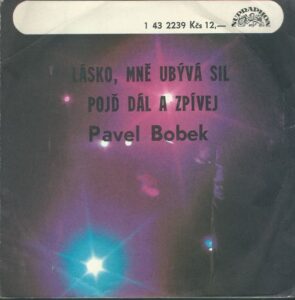 1 43 2239 Kčs 12,—
SUPRAPHON
LÁSKO, MNĚ UBÝVÁ SIL
POJĎ DÁL A ZPÍVEJ
Pavel Bobek